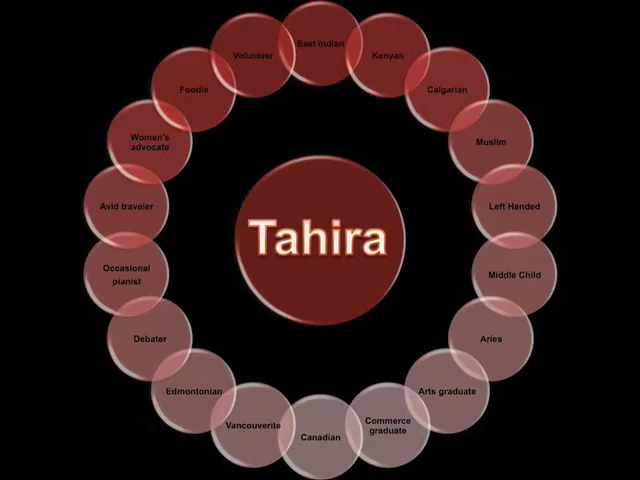 East Indian
Kenyan
Calgarian
Muslim
Left Handed
Middle Child
Aries
Arts graduate
Commerce
graduate
Canadian
Vancouverite
Edmontonian
Debater
Occasional
pianist
Avid traveler
Women's
advocate
Foodie
Volunteer
Tahira